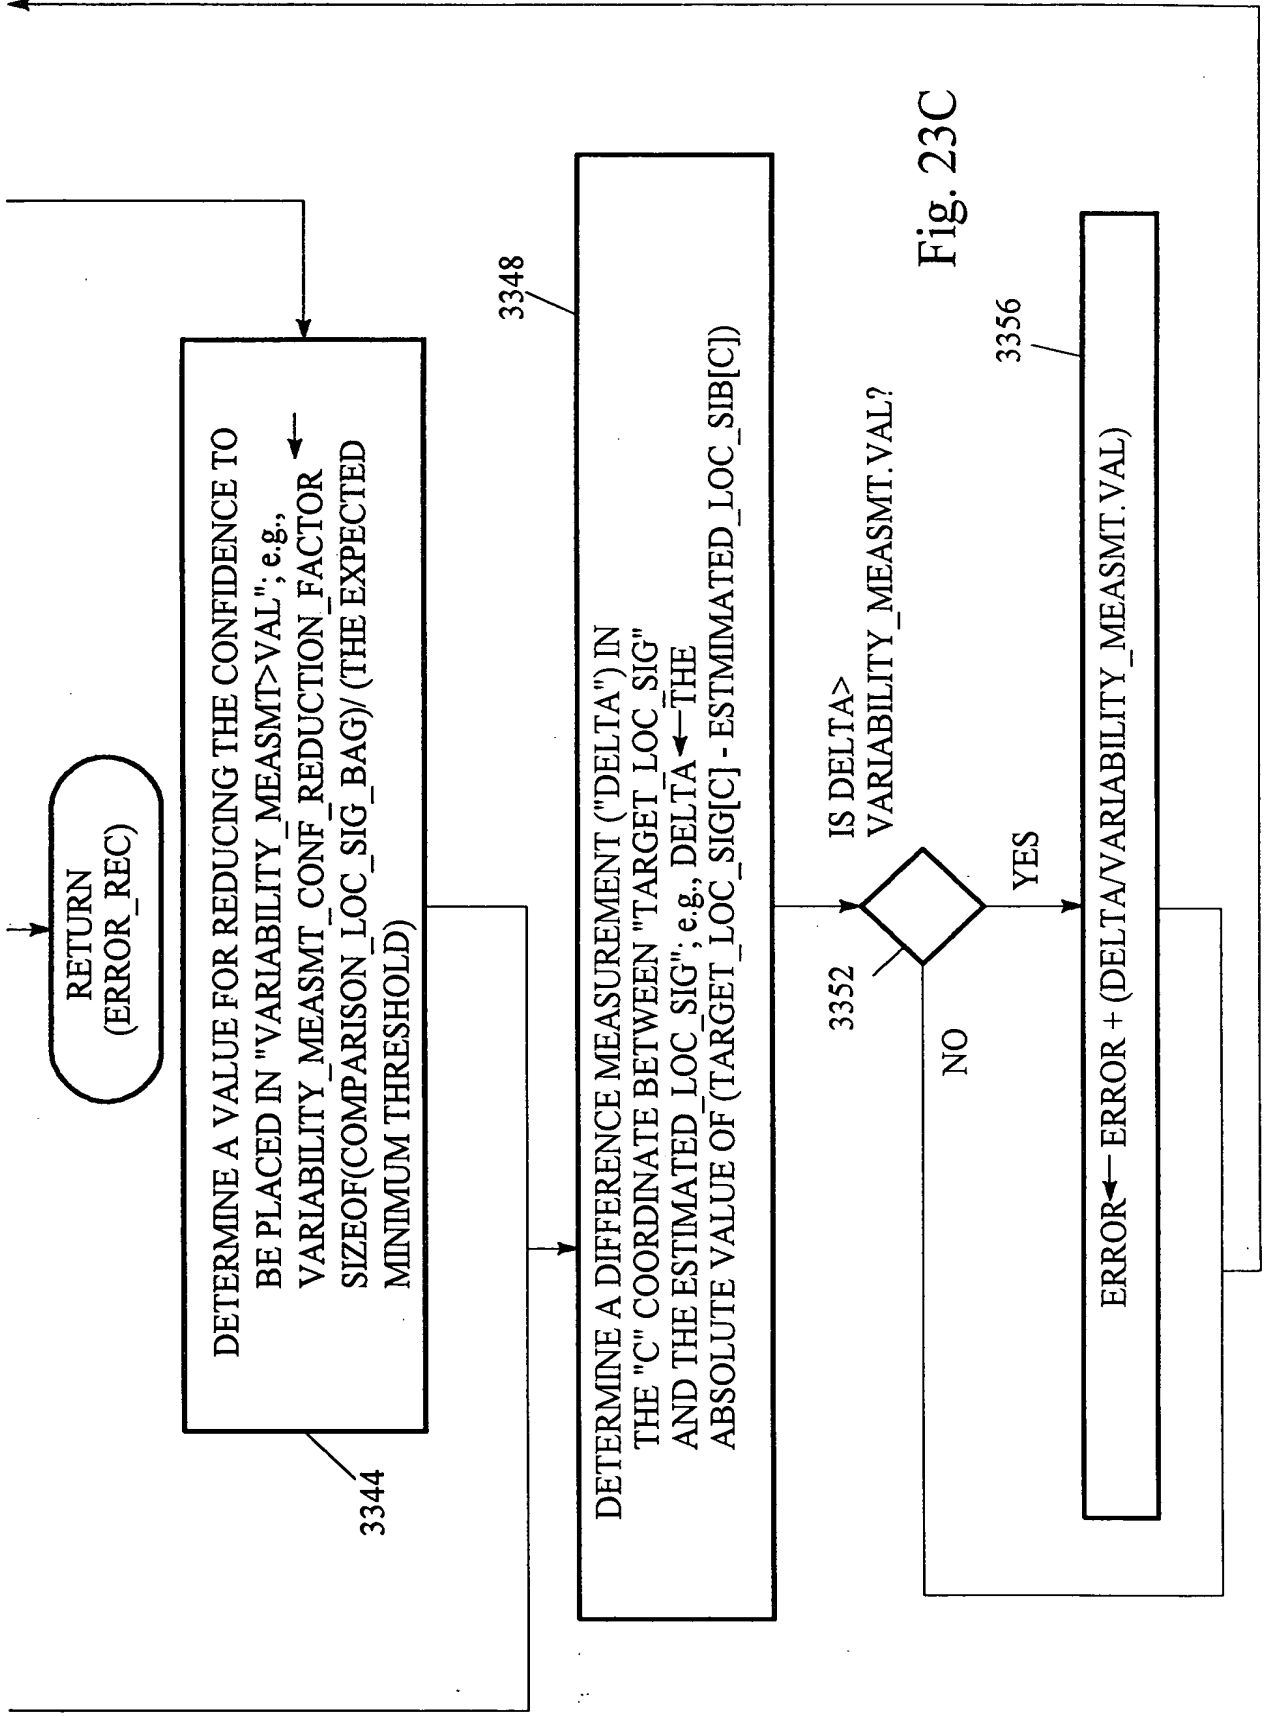 RETURN
(ERROR_REC)
DETERMINE A VALUE FOR REDUCING THE CONFIDENCE TO
BE PLACED IN "VARIABILITY_MEASMT>VAL"; e.g.,
VARIABILITY_MEASMT_CONF_REDUCTION_FACTOR ←
SIZEOF(COMPARISON_LOC_SIG_BAG)/ (THE EXPECTED
MINIMUM THRESHOLD)
3344
3348
DETERMINE A DIFFERENCE MEASUREMENT ("DELTA") IN
THE "C" COORDINATE BETWEEN "TARGET_LOC_SIG"
AND THE ESTIMATED_LOC_SIG"; e.g., DELTA ← THE
ABSOLUTE VALUE OF (TARGET_LOC_SIG[C] - ESTMIMATED_LOC_SIB[C])
IS DELTA>
VARIABILITY_MEASMT.VAL?
3352
NO
YES
3356
ERROR ← ERROR + (DELTA/VARIABILITY_MEASMT.VAL)
Fig. 23C